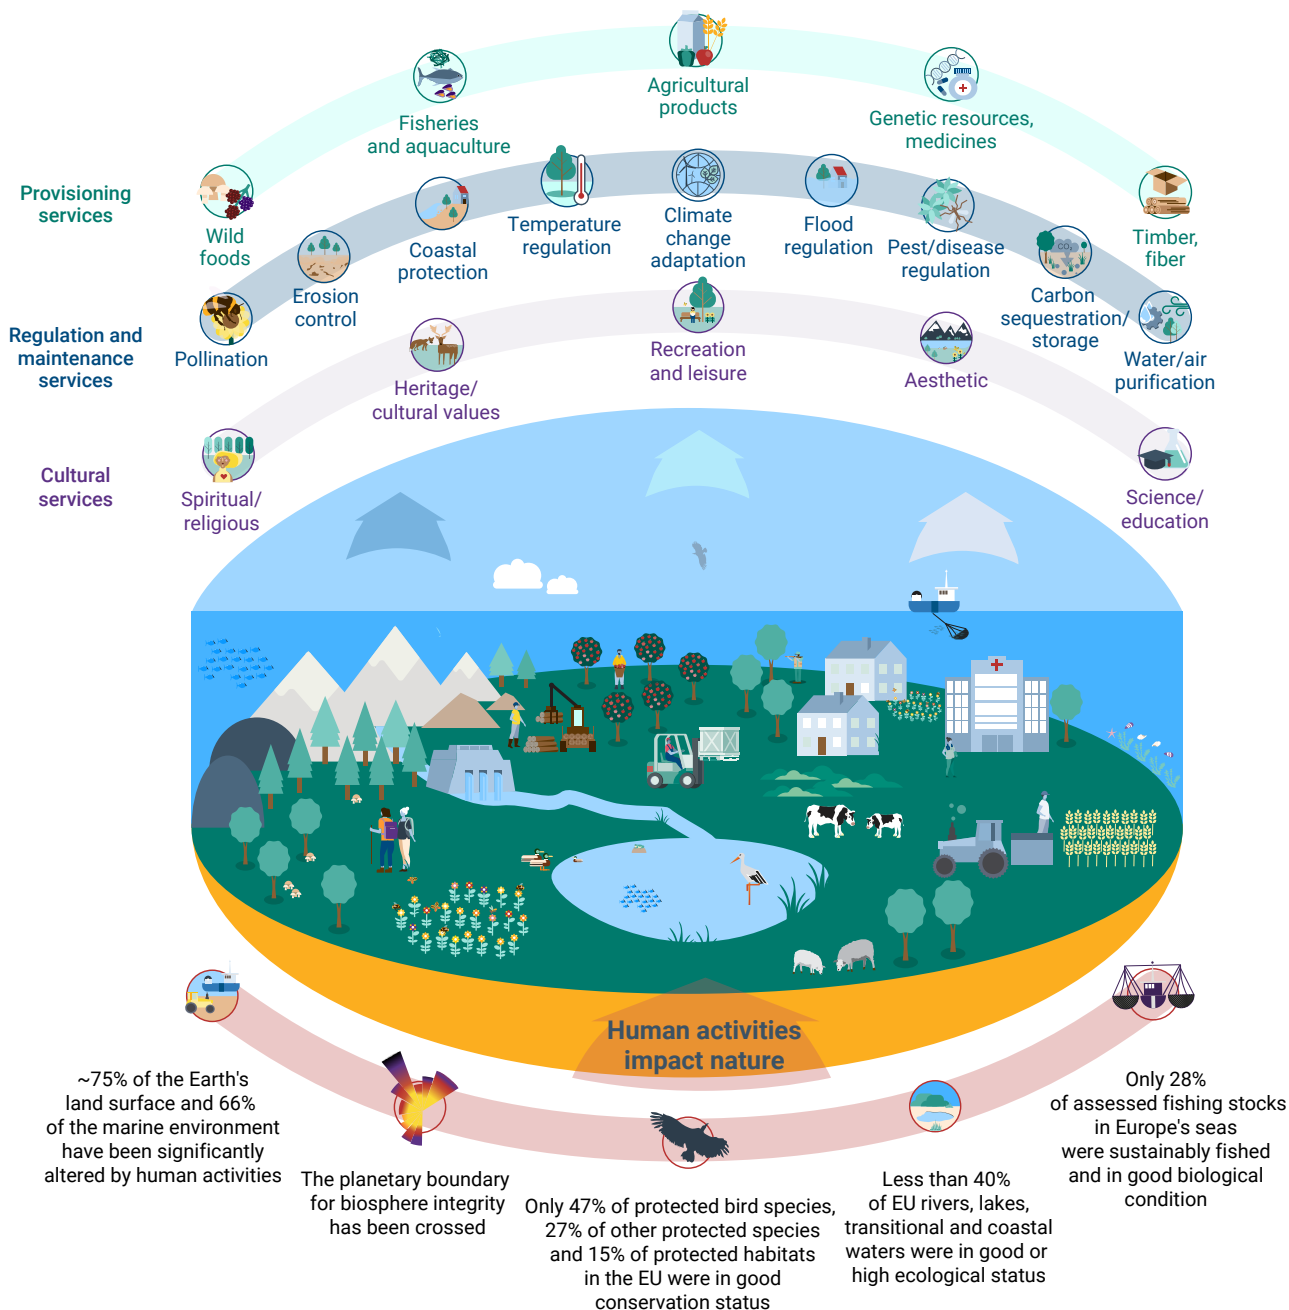 Provisioning
services
Wild
foods
Fisheries
and aquaculture
Agricultural
products
Genetic resources,
medicines
Timber,
fiber
Regulation and
maintenance
services
Pollination
Erosion
control
Coastal
protection
Temperature
regulation
Climate
change
adaptation
Flood
regulation
Pest/disease
regulation
CO₂
Carbon
sequestration/
storage
Water/air
purification
Cultural
services
Spiritual/
religious
Heritage/
cultural values
Recreation
and leisure
Aesthetic
Science/
education
Human activities
impact nature
~75% of the Earth's
land surface and 66%
of the marine environment
have been significantly
altered by human activities
The planetary boundary
for biosphere integrity
has been crossed
Only 47% of protected bird species,
27% of other protected species
and 15% of protected habitats
in the EU were in good
conservation status
Less than 40%
of EU rivers, lakes,
transitional and coastal
waters were in good or
high ecological status
Only 28%
of assessed fishing stocks
in Europe's seas
were sustainably fished
and in good biological
condition